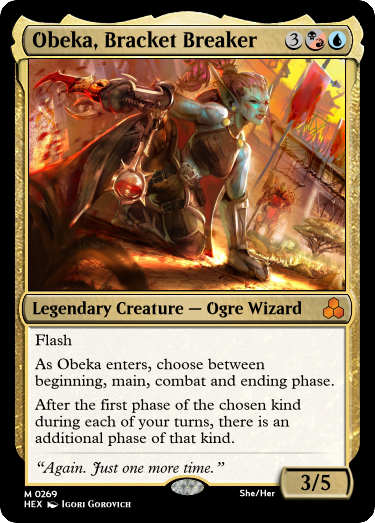 Obeka, Bracket Breaker 3
Legendary Creature — Ogre Wizard
Flash
As Obeka enters, choose between
beginning, main, combat and ending phase.
After the first phase of the chosen kind
during each of your turns, there is an
additional phase of that kind.
“Again. Just one more time.”
3/5
M 0269
She/Her
HEX Igori Gorovich